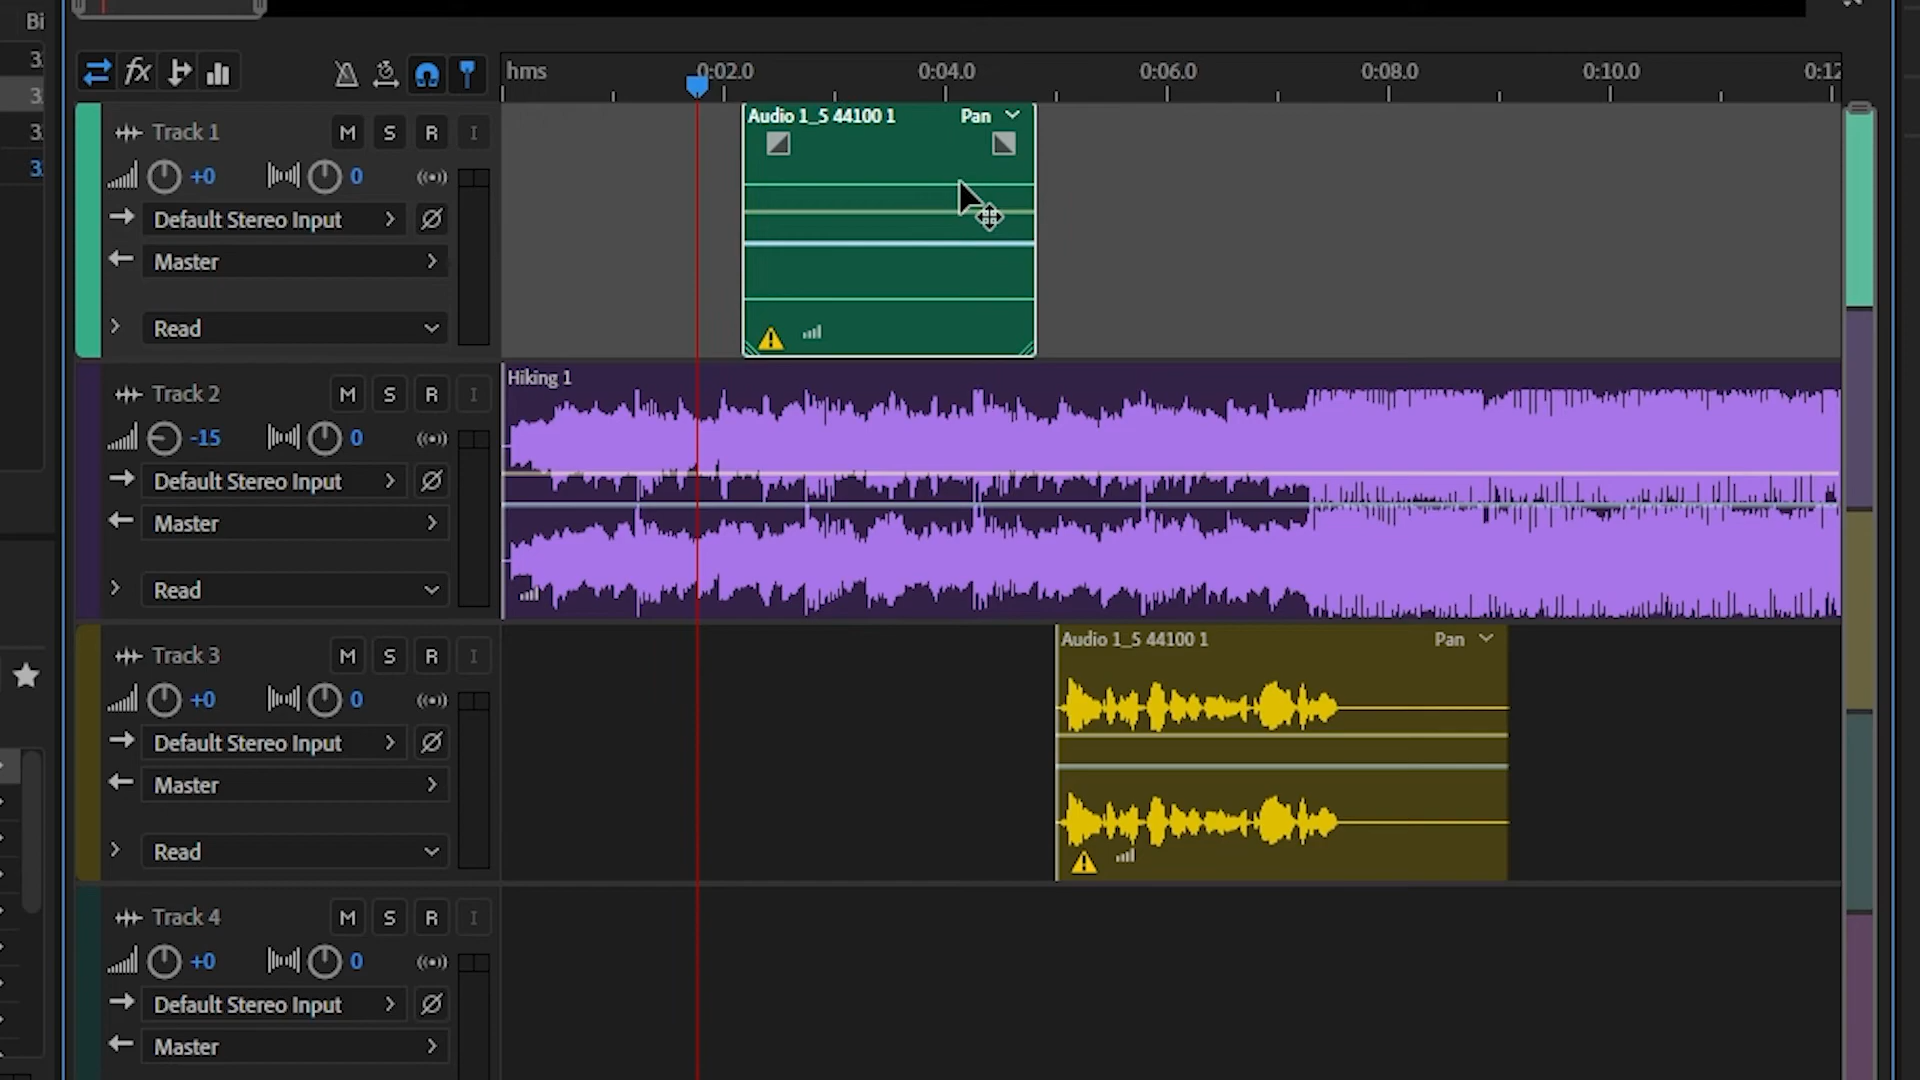 Bi
3
fx
hms 0:02.0 0:04.0 0:06.0 0:08.0 0:10.0 0:12
3
Track 1 M S R I
Audio 1_5 44100 1 Pan
3
+0 0
3
Default Stereo Input
Master
Read
Track 2 M S R I
Hiking 1
-15 0
Default Stereo Input
Master
Read
Track 3 M S R I
Audio 1_5 44100 1 Pan
+0 0
Default Stereo Input
Master
Read
Track 4 M S R I
+0 0
Default Stereo Input
Master